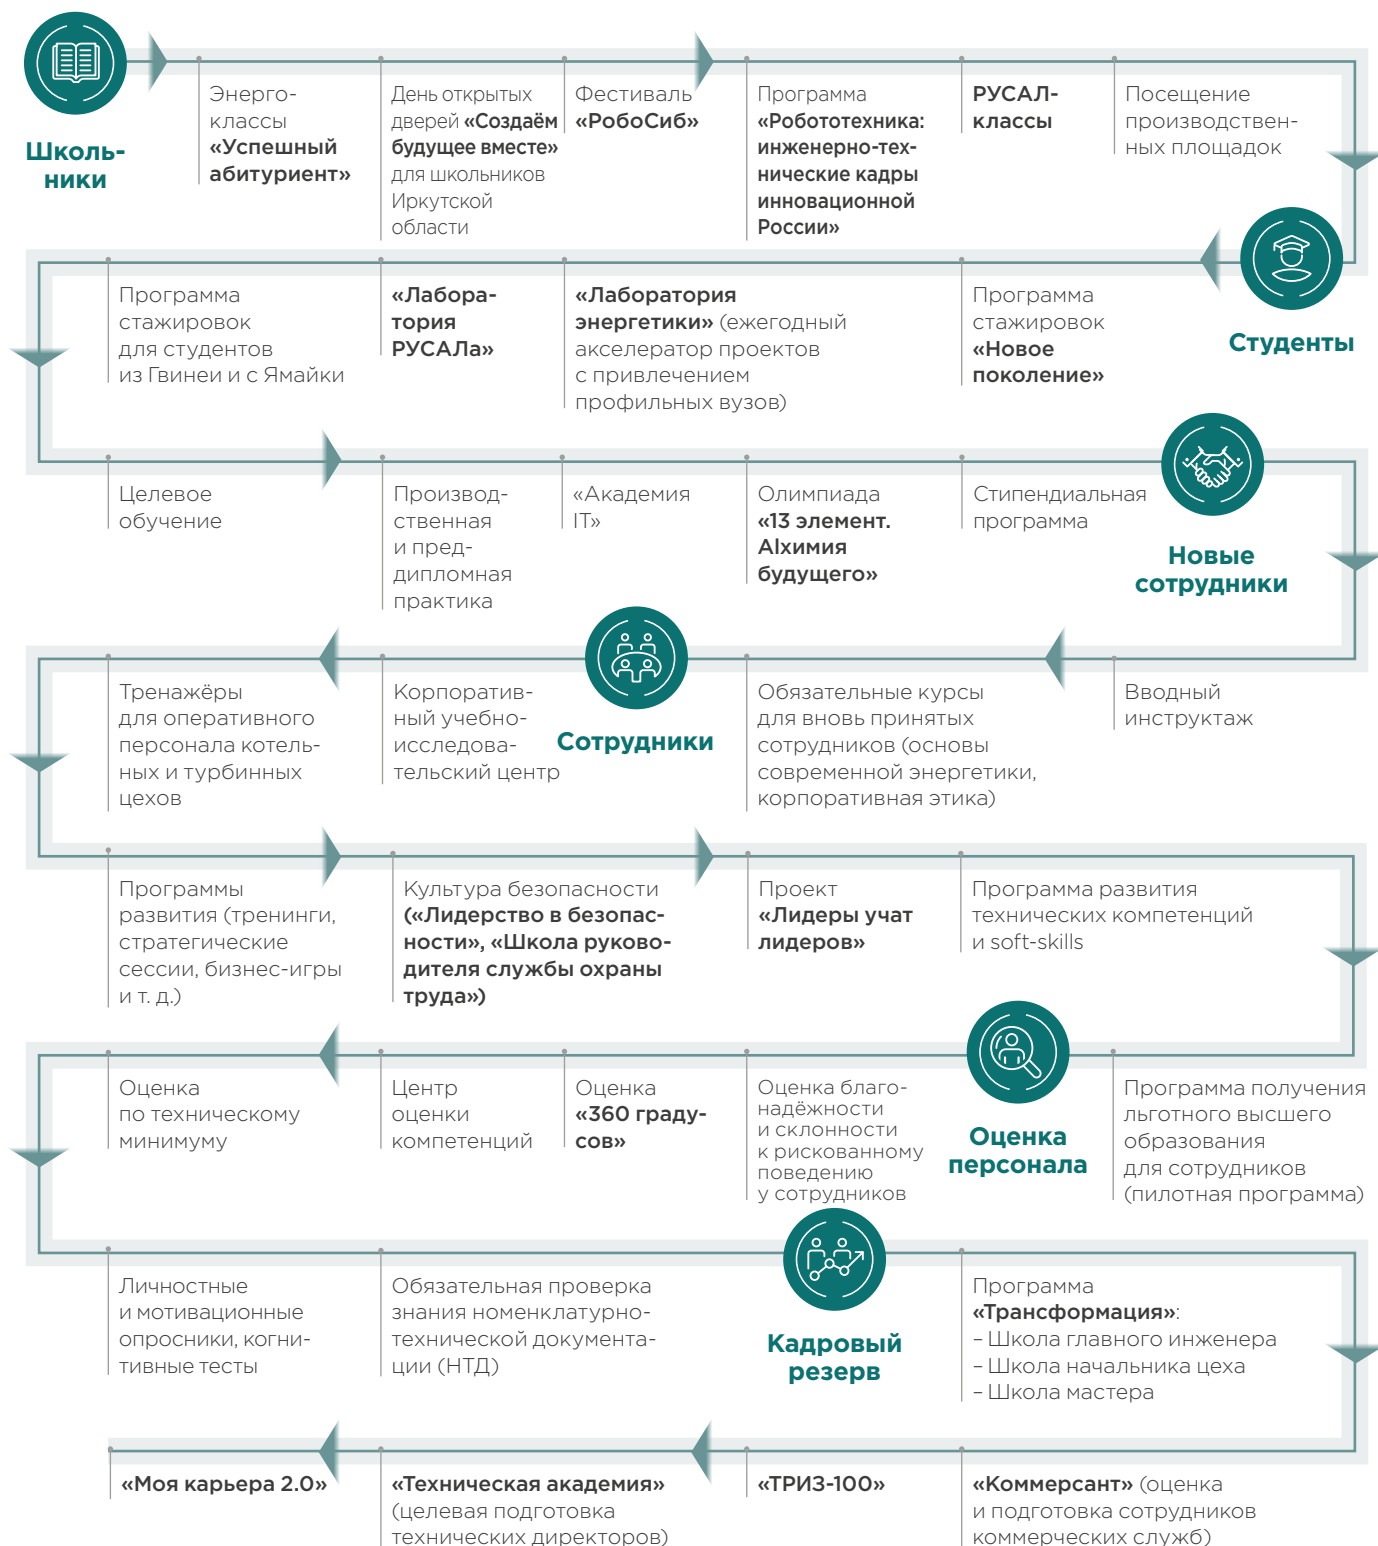 Школь-
ники
Энерго-
классы
«Успешный
абитуриент»
День открытых
дверей «Создаём
будущее вместе»
для школьников
Иркутской
области
Фестиваль
«РобоСиб»
Программа
«Робототехника:
инженерно-тех-
нические кадры
инновационной
России»
РУСАЛ-
классы
Посещение
производствен-
ных площадок
Студенты
Программа
стажировок
«Новое
поколение»
«Лаборатория
энергетики» (ежегодный
акселератор проектов
с привлечением
профильных вузов)
«Лабора-
тория
РУСАЛа»
Программа
стажировок
для студентов
из Гвинеи и с Ямайки
Целевое
обучение
Производ-
ственная
и пред-
дипломная
практика
«Академия
IT»
Олимпиада
«13 элемент.
Alхимия
будущего»
Стипендиальная
программа
Новые
сотрудники
Вводный
инструктаж
Обязательные курсы
для вновь принятых
сотрудников (основы
современной энергетики,
корпоративная этика)
Сотрудники
Корпоратив-
ный учебно-
исследова-
тельский центр
Тренажёры
для оперативного
персонала котель-
ных и турбинных
цехов
Программы
развития (тренинги,
стратегические
сессии, бизнес-игры
и т. д.)
Культура безопасности
(«Лидерство в безопас-
ности», «Школа руково-
дителя службы охраны
труда»)
Проект
«Лидеры учат
лидеров»
Программа развития
технических компетенций
и soft-skills
Программа получения
льготного высшего
образования
для сотрудников
(пилотная программа)
Оценка
персонала
Оценка благо-
надёжности
и склонности
к рискованному
поведению
у сотрудников
Оценка
«360 граду-
сов»
Центр
оценки
компетенций
Оценка
по техническому
минимуму
Личностные
и мотивационные
опросники, когни-
тивные тесты
Обязательная проверка
знания номенклатурно-
технической документа-
ции (НТД)
Кадровый
резерв
Программа
«Трансформация»:
– Школа главного инженера
– Школа начальника цеха
– Школа мастера
«Коммерсант» (оценка
и подготовка сотрудников
коммерческих служб)
«ТРИЗ-100»
«Техническая академия»
(целевая подготовка
технических директоров)
«Моя карьера 2.0»